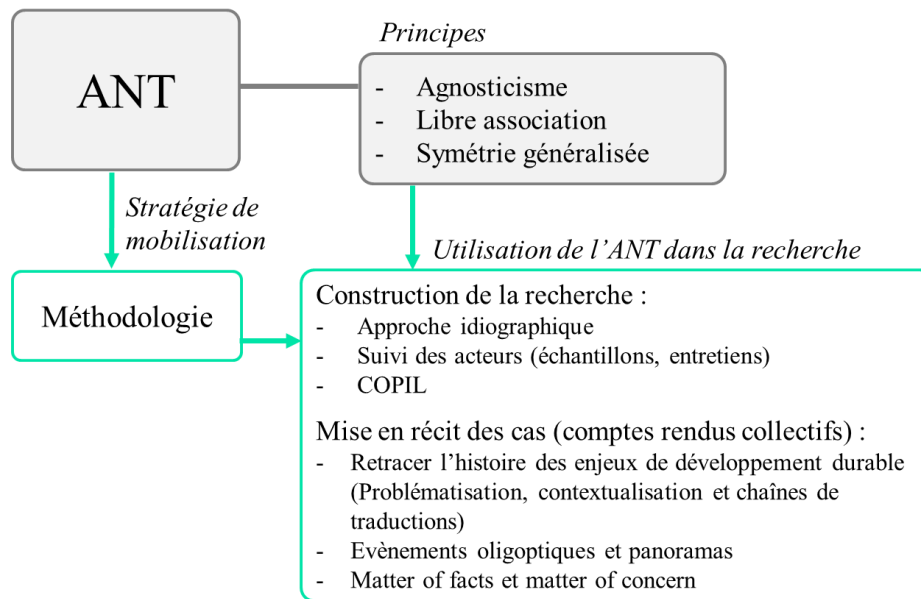 Principes
ANT
- Agnosticisme
- Libre association
- Symétrie généralisée
Stratégie de
mobilisation
Utilisation de l’ANT dans la recherche
Méthodologie
Construction de la recherche :
- Approche idiographique
- Suivi des acteurs (échantillons, entretiens)
- COPIL
Mise en récit des cas (comptes rendus collectifs) :
- Retracer l’histoire des enjeux de développement durable
(Problématisation, contextualisation et chaînes de
traductions)
- Evènements oligoptiques et panoramas
- Matter of facts et matter of concern